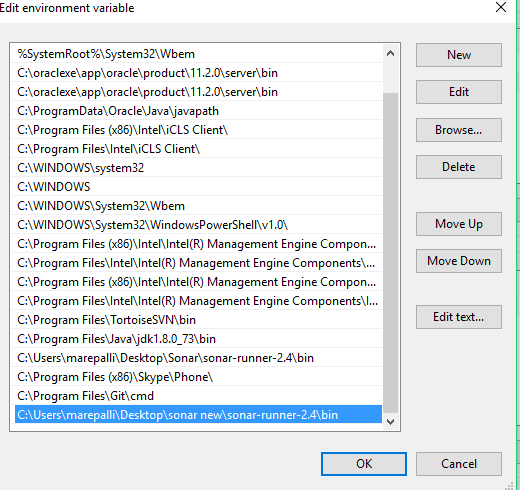 Edit environment variable
%SystemRoot%\System32\Wbem
C:\oraclexe\app\oracle\product\11.2.0\server\bin
C:\oraclexe\app\oracle\product\11.2.0\server\bin
C:\ProgramData\Oracle\Java\javapath
C:\Program Files (x86)\Intel\iCLS Client\
C:\Program Files\Intel\iCLS Client\
C:\WINDOWS\system32
C:\WINDOWS
C:\WINDOWS\System32\Wbem
C:\WINDOWS\System32\WindowsPowerShell\v1.0\
C:\Program Files (x86)\Intel\Intel(R) Management Engine Compon...
C:\Program Files\Intel\Intel(R) Management Engine Components\...
C:\Program Files (x86)\Intel\Intel(R) Management Engine Compon...
C:\Program Files\Intel\Intel(R) Management Engine Components\I...
C:\Program Files\TortoiseSVN\bin
C:\Program Files\Java\jdk1.8.0_73\bin
C:\Users\marepalli\Desktop\Sonar\sonar-runner-2.4\bin
C:\Program Files (x86)\Skype\Phone\
C:\Program Files\Git\cmd
C:\Users\marepalli\Desktop\sonar new\sonar-runner-2.4\bin
New
Edit
Browse...
Delete
Move Up
Move Down
Edit text...
OK
Cancel